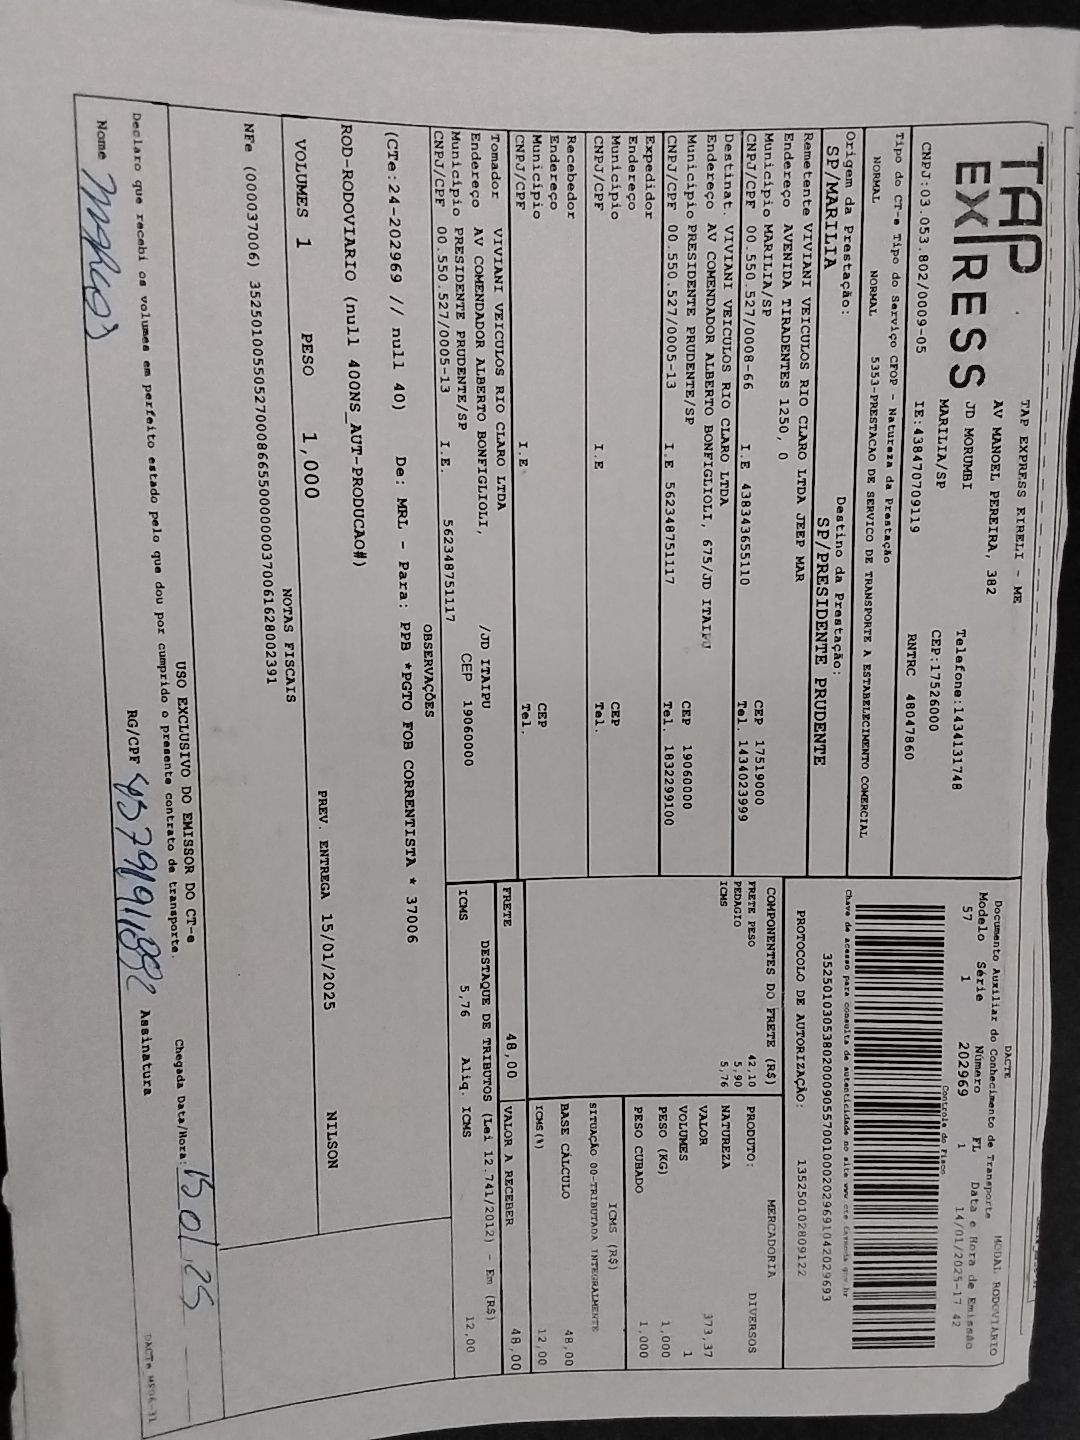 TAP
EXPRESS
TAP EXPRESS EIRELI - ME
AV MANOEL PEREIRA, 382
JD MORUMBI
MARILIA/SP
Telefone:1434131748
CEP:17526000
CNPJ:03.053.802/0009-05 IE:438470709119 RNTRC 48047860
Tipo do CT-e Tipo do Serviço CFOP - Natureza da Prestação
NORMAL NORMAL 5353-PRESTACAO DE SERVICO DE TRANSPORTE A ESTABELECIMENTO COMERCIAL
Origem da Prestação: Destino da Prestação:
SP/MARILIA SP/PRESIDENTE PRUDENTE
Remetente VIVIANI VEICULOS RIO CLARO LTDA JEEP MAR
Endereço AVENIDA TIRADENTES 1250, 0
Município MARILIA/SP CEP 17519000
CNPJ/CPF 00.550.527/0008-66 I.E 438343655110 Tel. 1434023999
Destinat. VIVIANI VEICULOS RIO CLARO LTDA
Endereço AV COMENDADOR ALBERTO BONFIGLIOLI, 675/JD ITAIPU
Município PRESIDENTE PRUDENTE/SP CEP 19060000
CNPJ/CPF 00.550.527/0005-13 I.E 562348751117 Tel. 1832299100
Expedidor
Endereço
Município CEP
CNPJ/CPF I.E Tel.
Recebedor
Endereço
Município CEP
CNPJ/CPF I.E Tel.
Tomador VIVIANI VEICULOS RIO CLARO LTDA
Endereço AV COMENDADOR ALBERTO BONFIGLIOLI, /JD ITAIPU
Município PRESIDENTE PRUDENTE/SP CEP 19060000
CNPJ/CPF 00.550.527/0005-13 I.E. 562348751117
DACTE
Documento Auxiliar do Conhecimento de Transporte MODAL RODOVIÁRIO
Modelo Série Número FL Data e Hora de Emissão
57 1 202969 1 14/01/2025-17 42
Controle do Fisco
Chave de acesso para consulta de autenticidade no site www cte fazenda gov.br
35250103053802000905570010002029691042029693
PROTOCOLO DE AUTORIZAÇÃO: 135250102809122
COMPONENTES DO FRETE (R$)
FRETE PESO 42,10
PEDAGIO 5,90
ICMS 5,76
MERCADORIA
PRODUTO: DIVERSOS
NATUREZA
VALOR 373,37
VOLUMES 1
PESO (KG) 1,000
PESO CUBADO 1,000
ICMS (R$)
SITUAÇÃO 00-TRIBUTADA INTEGRALMENTE
BASE CÁLCULO 48,00
ICMS(%) 12,00
FRETE 48,00 VALOR A RECEBER 48,00
DESTAQUE DE TRIBUTOS (Lei 12.741/2012) - Em (R$)
ICMS 5,76 Aliq. ICMS 12,00
OBSERVAÇÕES
(CTe:24-202969 // null 40) De: MRL - Para: PPB *PGTO FOB CORRENTISTA * 37006
ROD-RODOVIARIO (null 400NS_AUT-PRODUCAO#)
VOLUMES 1 PESO 1,000 PREV. ENTREGA 15/01/2025 NILSON
NOTAS FISCAIS
NFe (000037006) 35250100550527000866550000000370061628002391
USO EXCLUSIVO DO EMISSOR DO CT-e
Declaro que recebi os volumes em perfeito estado pelo que dou por cumprido o presente contrato de transporte.
Chegada Data/Hora: 15 01 25
Nome Marcos RG/CPF Assinatura